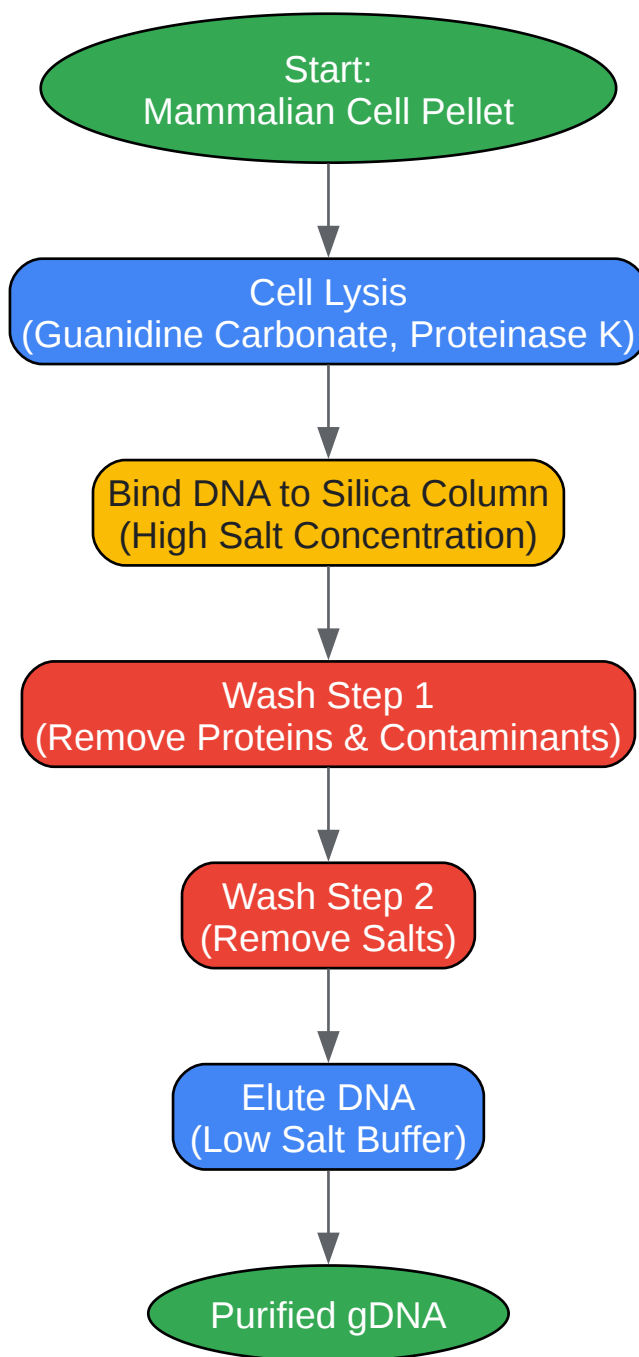 Start:
Mammalian Cell Pellet
Cell Lysis
(Guanidine Carbonate, Proteinase K)
Bind DNA to Silica Column
(High Salt Concentration)
Wash Step 1
(Remove Proteins & Contaminants)
Wash Step 2
(Remove Salts)
Elute DNA
(Low Salt Buffer)
Purified gDNA